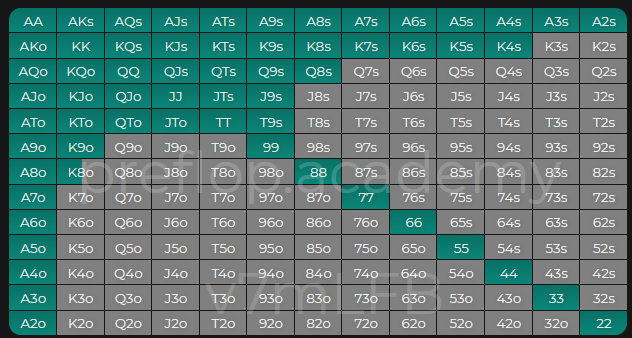 AA AKs AQs AJs ATs A9s A8s A7s A6s A5s A4s A3s A2s
AKo KK KQs KJs KTs K9s K8s K7s K6s K5s K4s K3s K2s
AQo KQo QQ QJs QTs Q9s Q8s Q7s Q6s Q5s Q4s Q3s Q2s
AJo KJo QJo JJ JTs J9s J8s J7s J6s J5s J4s J3s J2s
ATo KTo QTo JTo TT T9s T8s T7s T6s T5s T4s T3s T2s
A9o K9o Q9o J9o T9o 99 98s 97s 96s 95s 94s 93s 92s
preflop.academy
A8o K8o Q8o J8o T8o 98o 88 87s 86s 85s 84s 83s 82s
A7o K7o Q7o J7o T7o 97o 87o 77 76s 75s 74s 73s 72s
A6o K6o Q6o J6o T6o 96o 86o 76o 66 65s 64s 63s 62s
A5o K5o Q5o J5o T5o 95o 85o 75o 65o 55 54s 53s 52s
A4o K4o Q4o J4o T4o 94o 84o 74o 64o 54o 44 43s 42s
v7mLFB
A3o K3o Q3o J3o T3o 93o 83o 73o 63o 53o 43o 33 32s
A2o K2o Q2o J2o T2o 92o 82o 72o 62o 52o 42o 32o 22